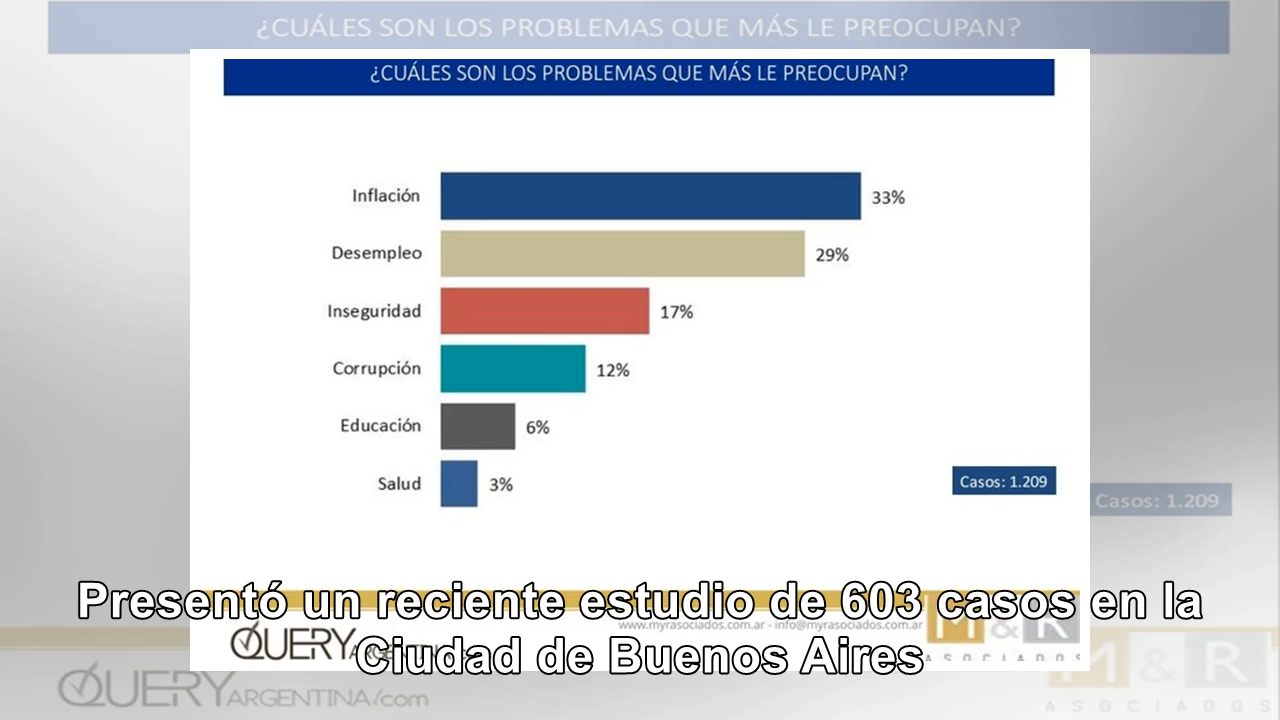 ¿CUÁLES SON LOS PROBLEMAS QUE MÁS LE PREOCUPAN?
¿CUÁLES SON LOS PROBLEMAS QUE MÁS LE PREOCUPAN?
Inflación 33%
Desempleo 29%
Inseguridad 17%
Corrupción 12%
Educación 6%
Salud 3%
Casos: 1.209
Casos: 1.209
Presentó un reciente estudio de 603 casos en la
Ciudad de Buenos Aires
www.myrasociados.com.ar - info@myrasociados.com.ar
QUERY
M&R
ASOCIADOS
QUERYARGENTINA/com
M&R
ASOCIADOS